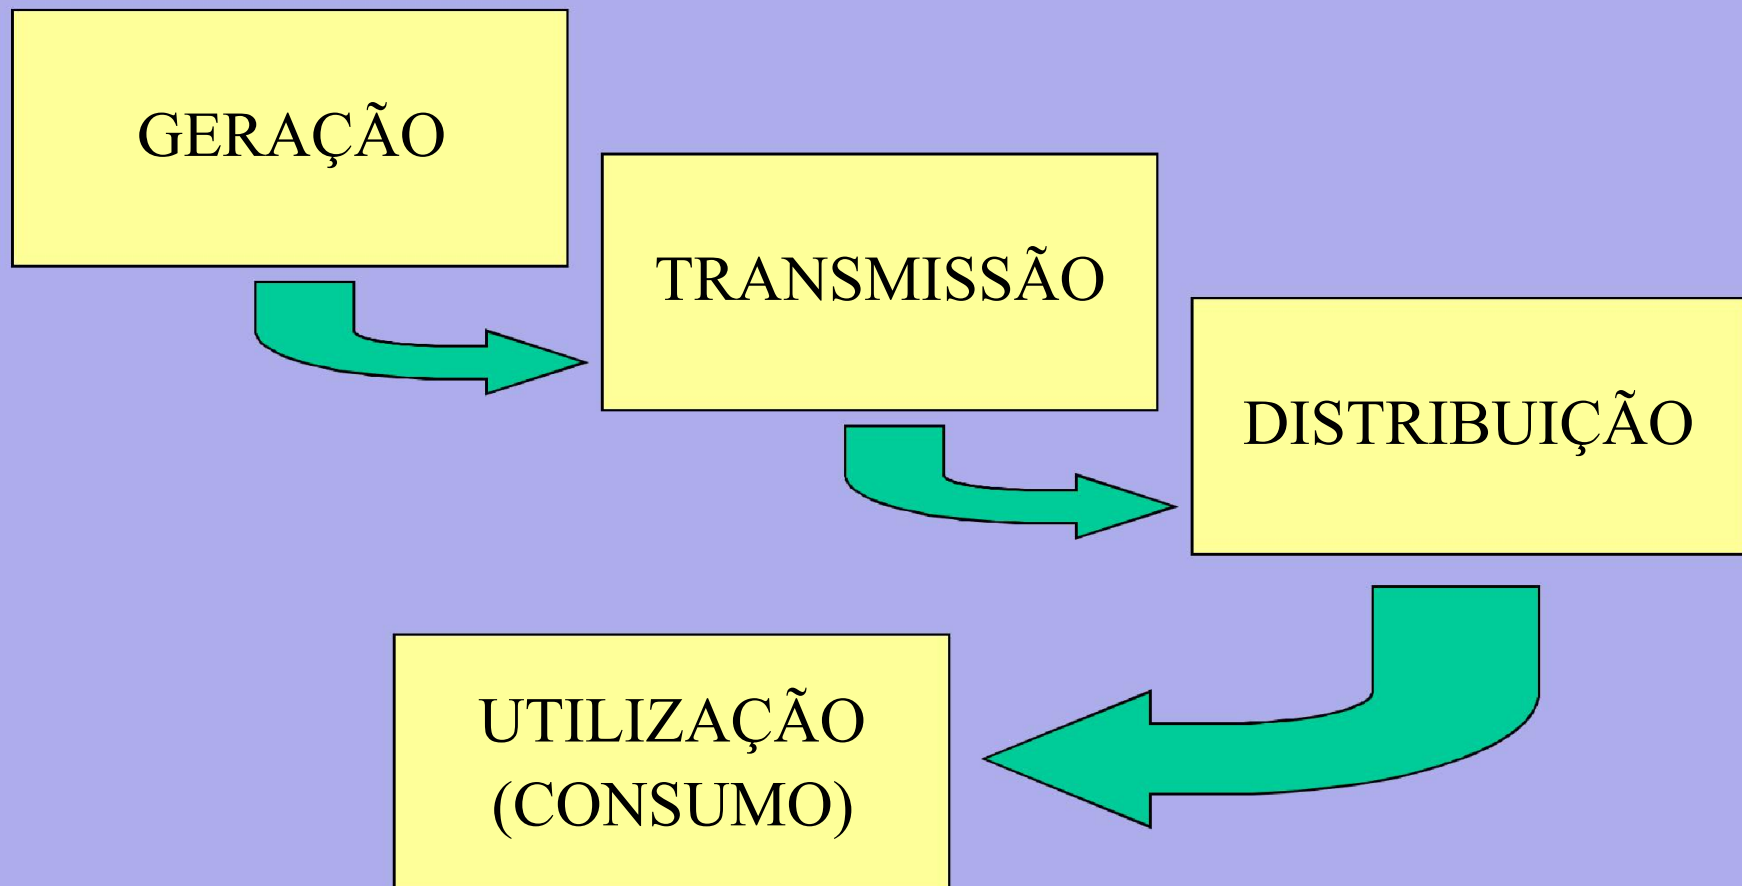 GERAÇÃO
TRANSMISSÃO
DISTRIBUIÇÃO
UTILIZAÇÃO
(CONSUMO)